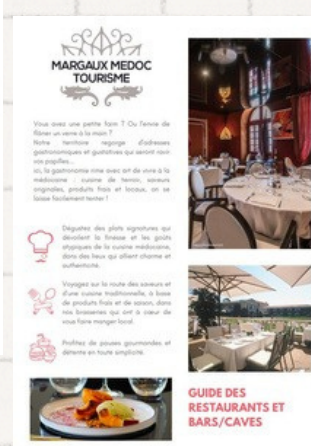 MARGAUX MEDOC
TOURISME
Vous avez une petite faim ? Ou l'envie de
flâner un verre à la main ?
Notre territoire regorge d'adresses
gastronomiques et gustatives qui seront ravir
vos papilles...
Ici, la gastronomie rime avec art de vivre à la
médocaine : cuisine de terroir, saveurs
originales, produits frais et locaux, on se
laisse facilement tenter !
Dégustez des plats signatures qui
dévoilent la finesse et les goûts
atypiques de la cuisine médocaine,
dans des lieux qui allient charme et
authenticité.
Voyagez sur la route des saveurs et
d'une cuisine traditionnelle, à base
de produits frais et de saison, dans
nos brasseries qui ont à cœur de
vous faire manger local.
Profitez de pauses gourmandes et
détente en toute simplicité.
GUIDE DES
RESTAURANTS ET
BARS/CAVES